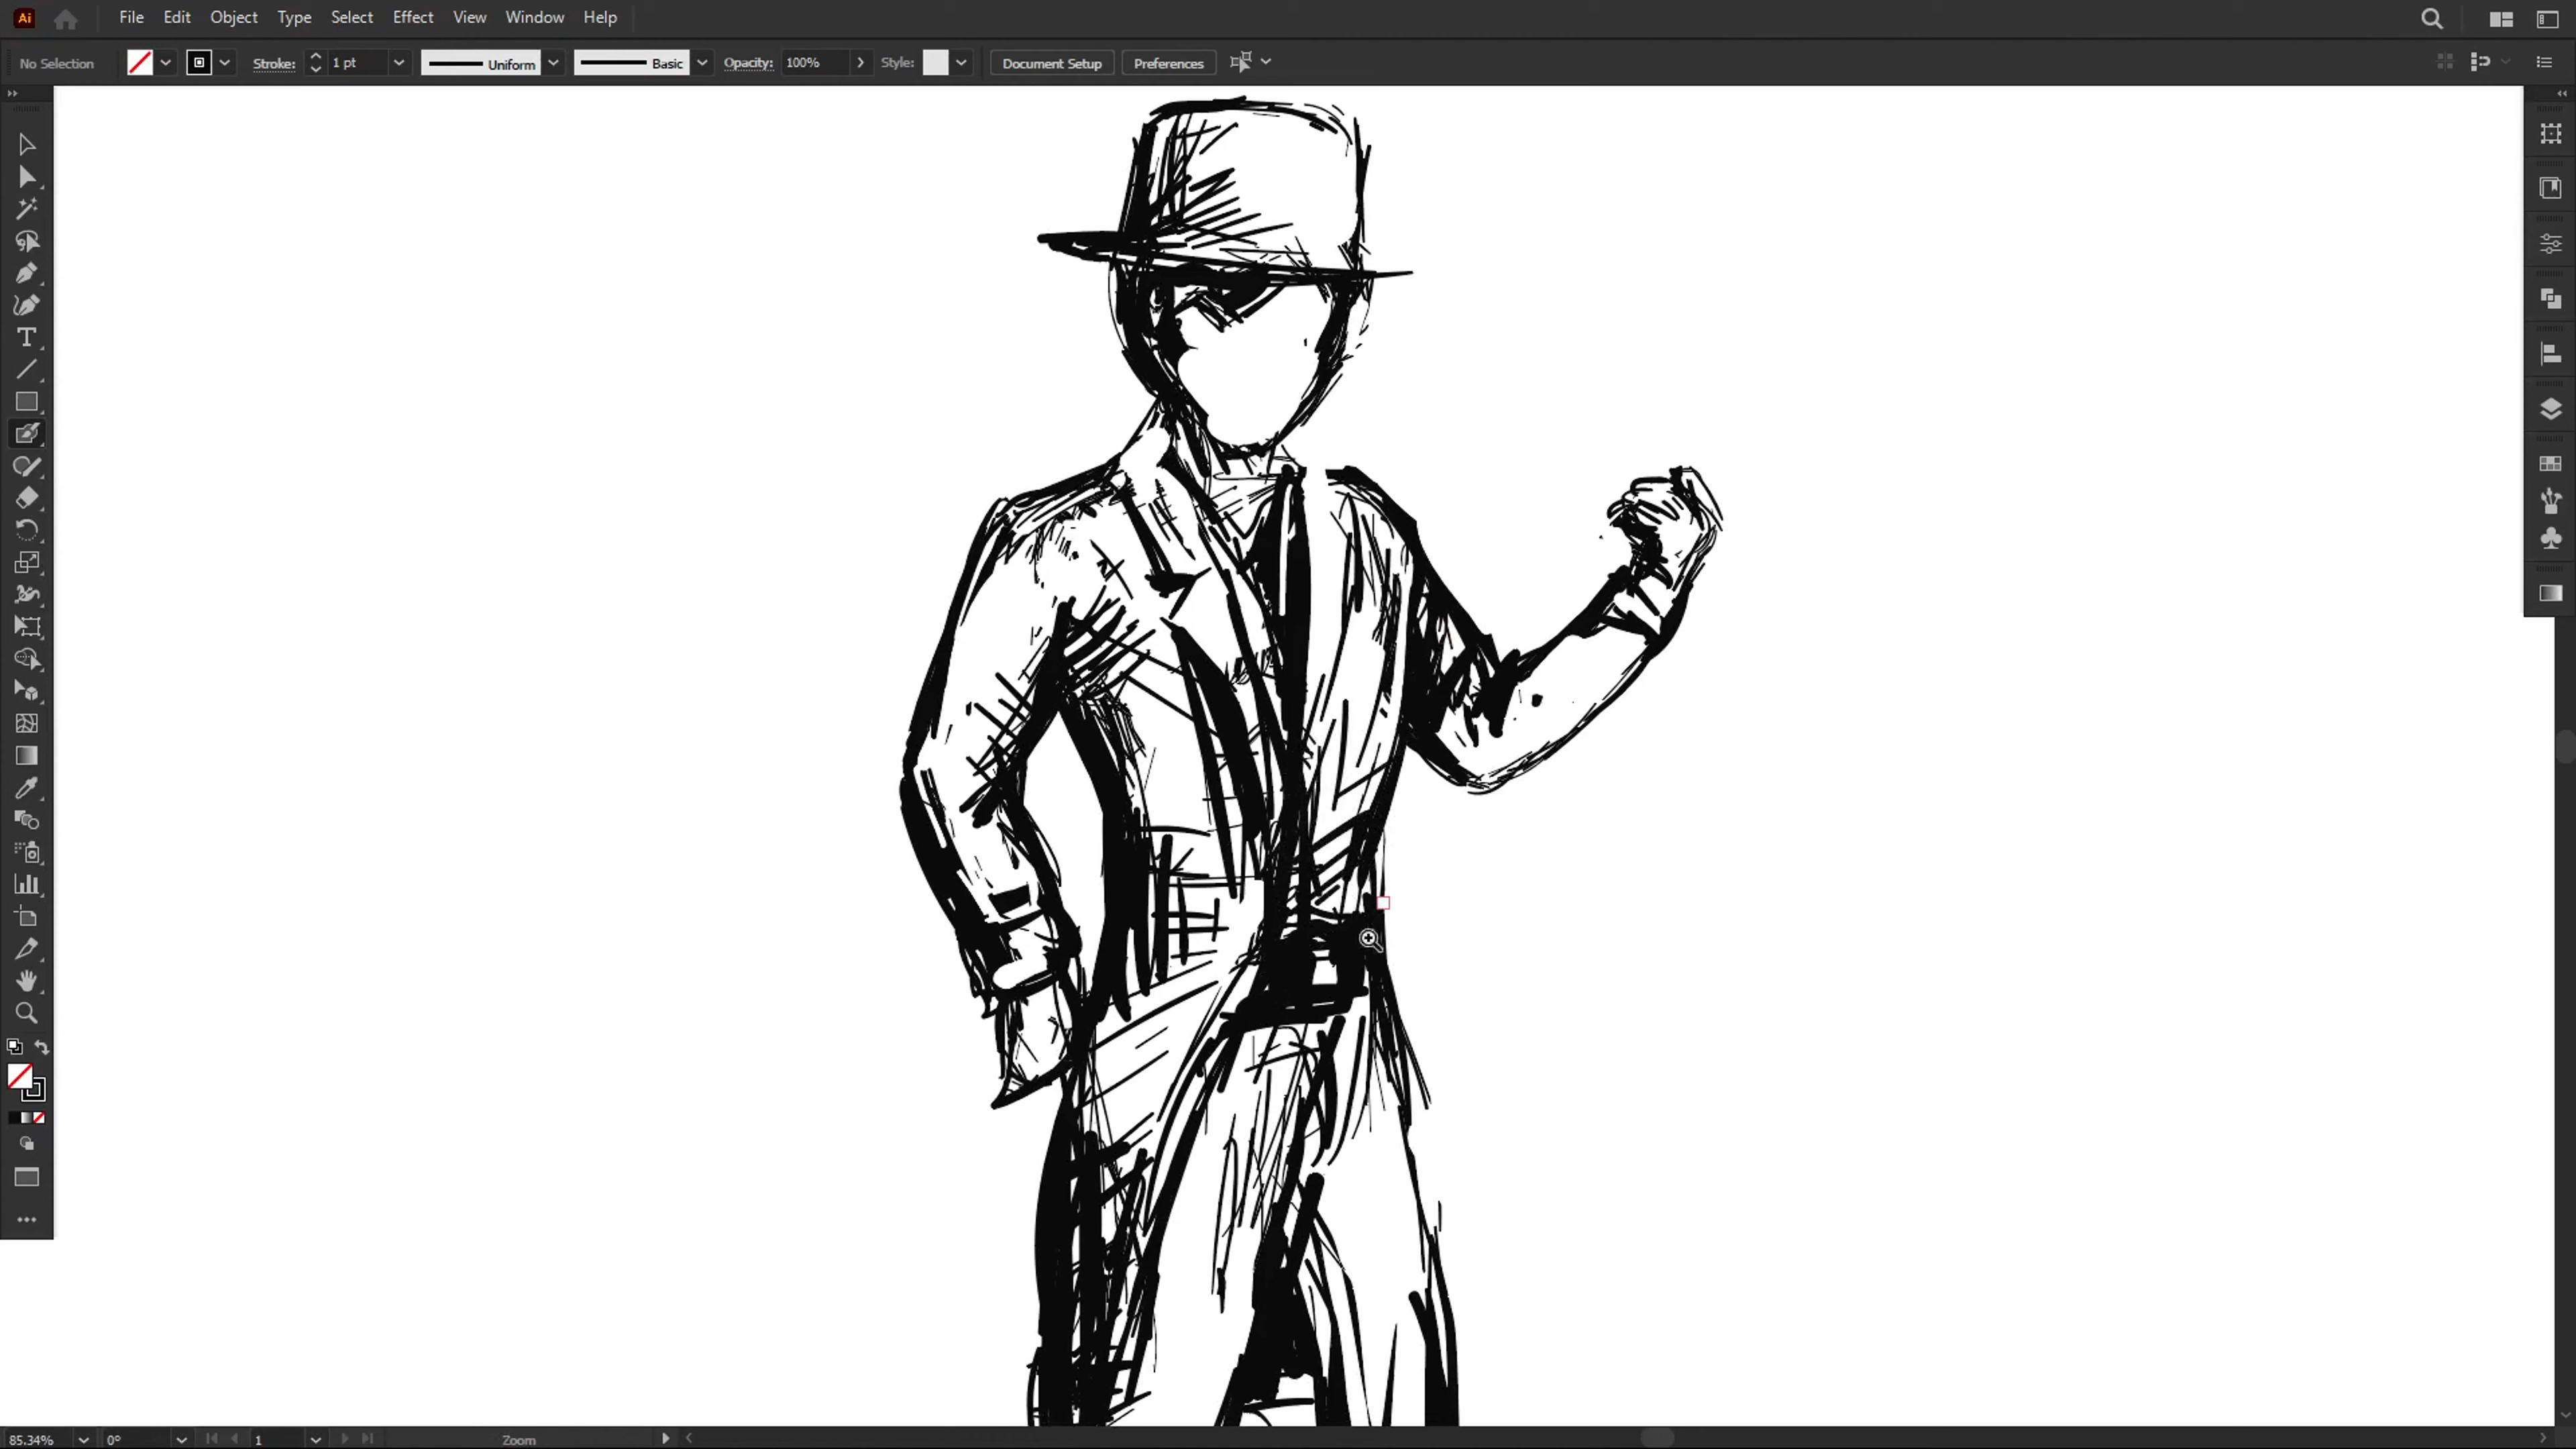 Ai File Edit Object Type Select Effect View Window Help
No Selection Stroke: 1 pt Uniform Basic Opacity: 100% Style: Document Setup Preferences
T
85.34% 0° 1 Zoom